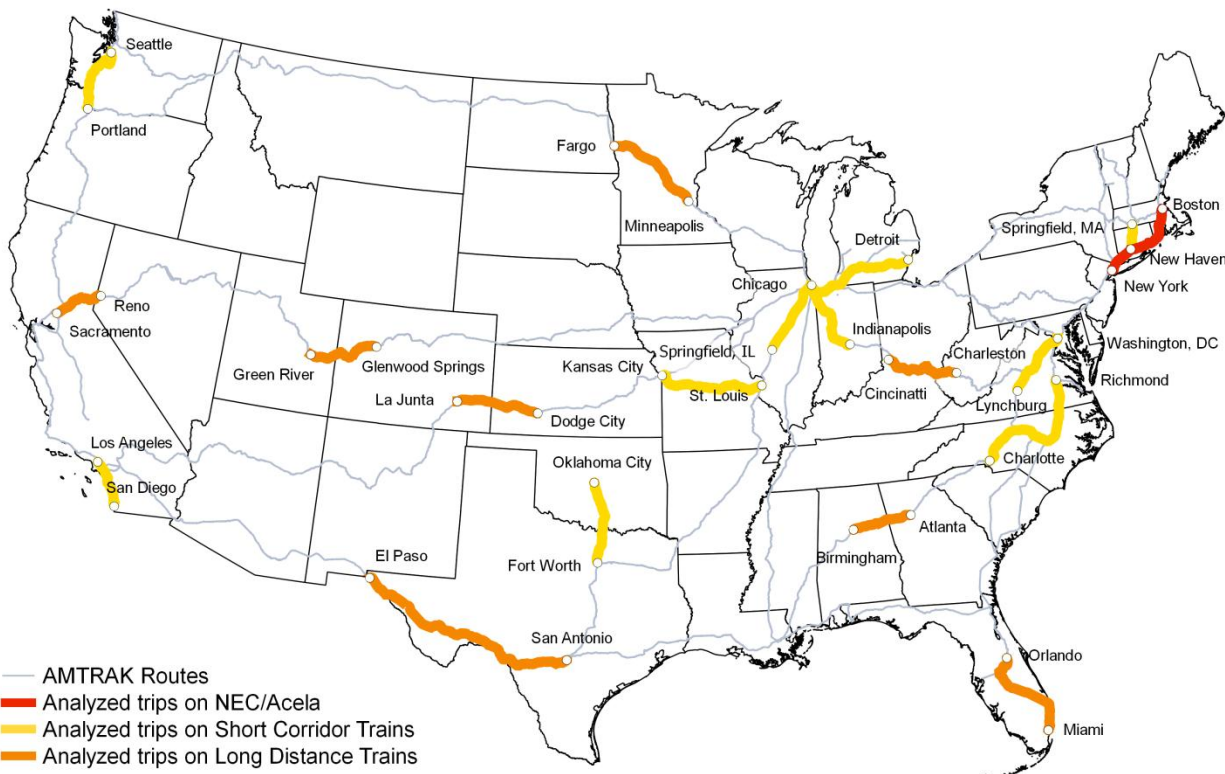 Seattle
Portland
Fargo
Minneapolis
Boston
Springfield, MA
Detroit
New Haven
Chicago
New York
Reno
Sacramento
Indianapolis
Springfield, IL
Charleston
Washington, DC
Green River
Glenwood Springs
Kansas City
Richmond
La Junta
St. Louis
Cincinatti
Lynchburg
Dodge City
Los Angeles
Charlotte
Oklahoma City
San Diego
Atlanta
El Paso
Fort Worth
Birmingham
San Antonio
Orlando
Miami
AMTRAK Routes
Analyzed trips on NEC/Acela
Analyzed trips on Short Corridor Trains
Analyzed trips on Long Distance Trains